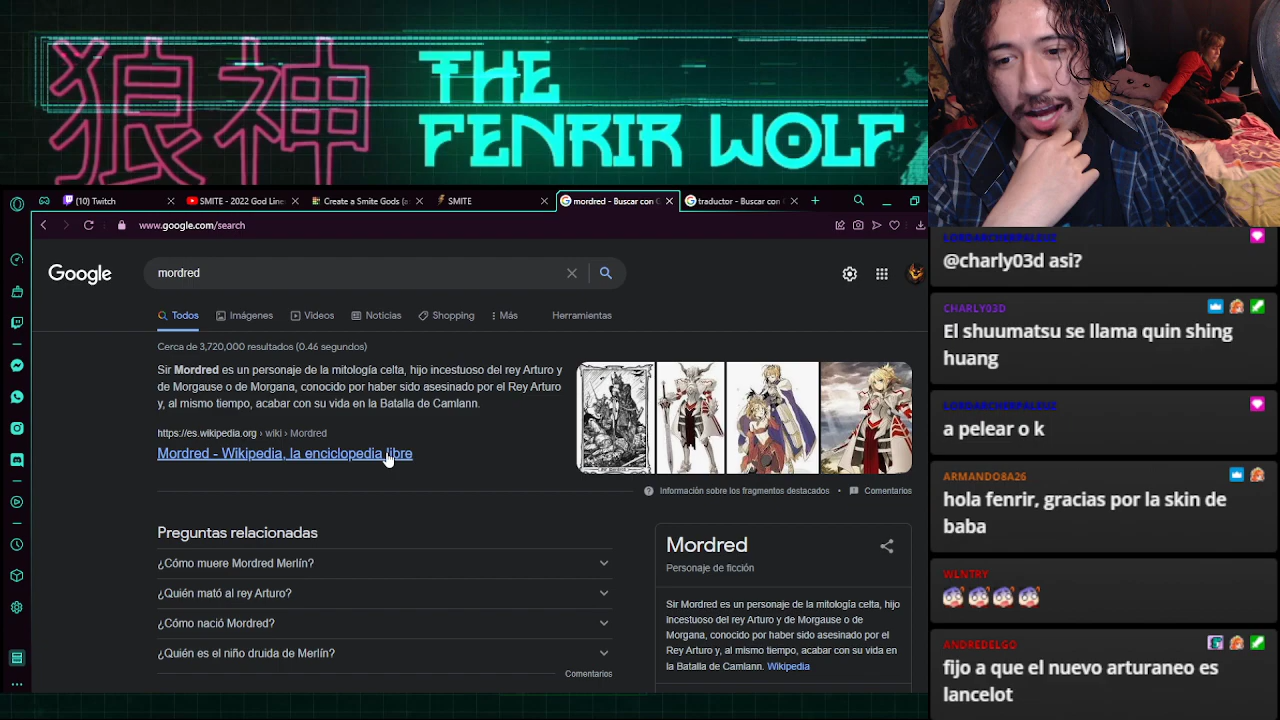 狼神
THE
FENRIR WOLF
(10) Twitch
SMITE - 2022 God Line
Create a Smite Gods (a
SMITE
mordred - Buscar con G
traductor - Buscar con
www.google.com/search
Google
mordred
Todos
Imágenes
Videos
Noticias
Shopping
Más
Herramientas
Cerca de 3,720,000 resultados (0.46 segundos)
Sir Mordred es un personaje de la mitología celta, hijo incestuoso del rey Arturo y
de Morgause o de Morgana, conocido por haber sido asesinado por el Rey Arturo
y, al mismo tiempo, acabar con su vida en la Batalla de Camlann.
https://es.wikipedia.org › wiki › Mordred
Mordred - Wikipedia, la enciclopedia libre
Información sobre los fragmentos destacados
Comentarios
Preguntas relacionadas
¿Cómo muere Mordred Merlín?
¿Quién mató al rey Arturo?
¿Cómo nació Mordred?
¿Quién es el niño druida de Merlín?
Comentarios
Mordred
Personaje de ficción
Sir Mordred es un personaje de la mitología celta, hijo
incestuoso del rey Arturo y de Morgause o de
Morgana, conocido por haber sido asesinado por el
Rey Arturo y, al mismo tiempo, acabar con su vida en
la Batalla de Camlann. Wikipedia
@charly03d asi?
CHARLY03D
El shuumatsu se llama quin shing
huang
a pelear o k
ARMANDO8A26
hola fenrir, gracias por la skin de
baba
WLNTRY
ANDREDELGO
fijo a que el nuevo arturaneo es
lancelot